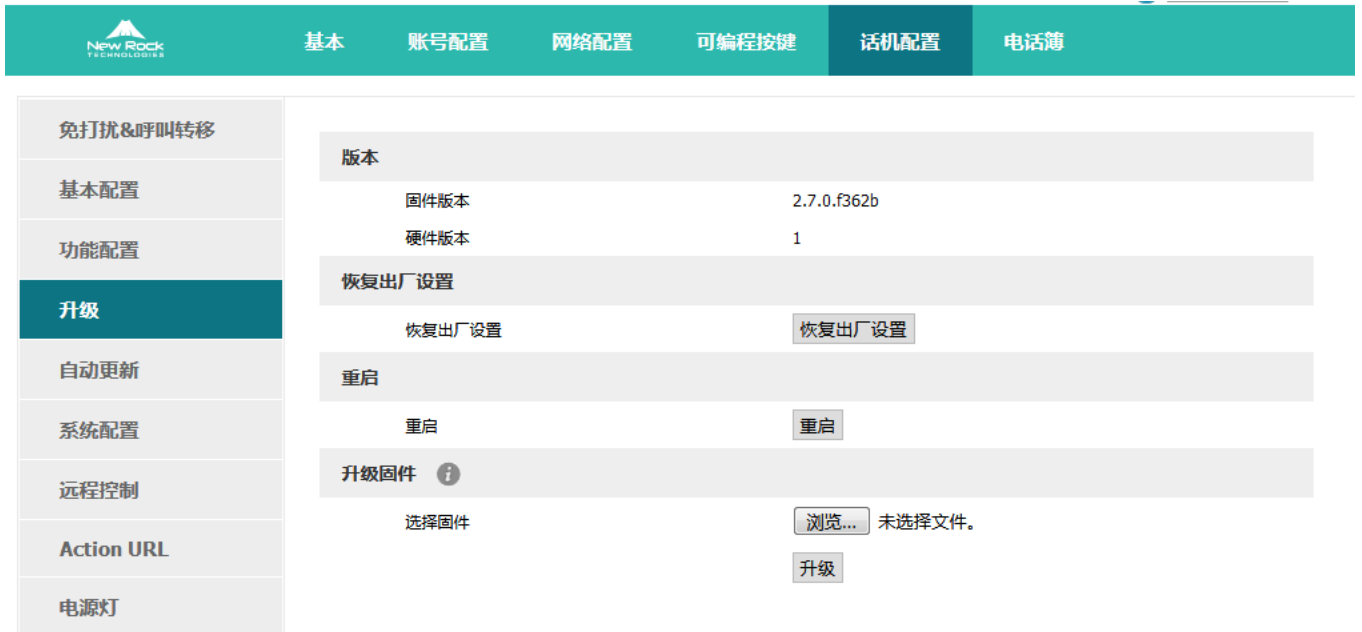 New Rock
TECHNOLOGIES
基本 账号配置 网络配置 可编程按键 话机配置 电话簿
免打扰&呼叫转移
基本配置
功能配置
升级
自动更新
系统配置
远程控制
Action URL
电源灯
版本
固件版本 2.7.0.f362b
硬件版本 1
恢复出厂设置
恢复出厂设置 恢复出厂设置
重启
重启 重启
升级固件
选择固件 浏览... 未选择文件。
升级